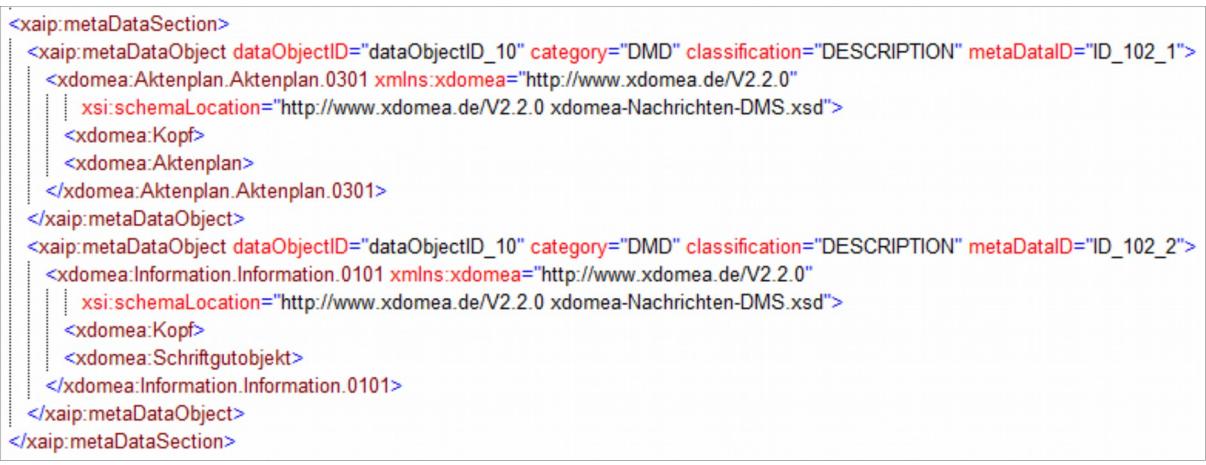 <xaip:metaDataSection>
<xaip:metaDataObject dataObjectID="dataObjectID_10" category="DMD" classification="DESCRIPTION" metaDataID="ID_102_1">
<xdomea:Aktenplan.Aktenplan.0301 xmlns:xdomea="http://www.xdomea.de/V2.2.0"
xsi:schemaLocation="http://www.xdomea.de/V2.2.0 xdomea-Nachrichten-DMS.xsd">
<xdomea:Kopf>
<xdomea:Aktenplan>
</xdomea:Aktenplan.Aktenplan.0301>
</xaip:metaDataObject>
<xaip:metaDataObject dataObjectID="dataObjectID_10" category="DMD" classification="DESCRIPTION" metaDataID="ID_102_2">
<xdomea:Information.Information.0101 xmlns:xdomea="http://www.xdomea.de/V2.2.0"
xsi:schemaLocation="http://www.xdomea.de/V2.2.0 xdomea-Nachrichten-DMS.xsd">
<xdomea:Kopf>
<xdomea:Schriftgutobjekt>
</xdomea:Information.Information.0101>
</xaip:metaDataObject>
</xaip:metaDataSection>